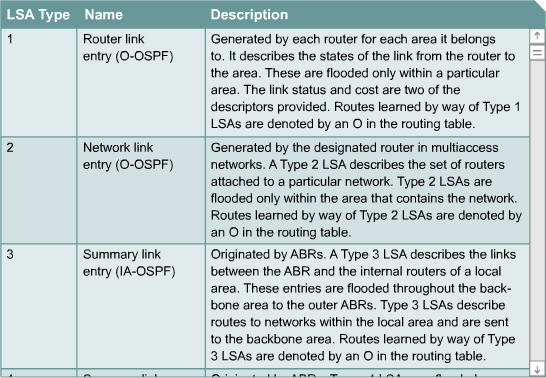 LSA Type Name Description
1 Router link Generated by each router for each area it belongs
entry (O-OSPF) to. It describes the states of the link from the router to
the area. These are flooded only within a particular
area. The link status and cost are two of the
descriptors provided. Routes learned by way of Type 1
LSAs are denoted by an O in the routing table.
2 Network link Generated by the designated router in multiaccess
entry (O-OSPF) networks. A Type 2 LSA describes the set of routers
attached to a particular network. Type 2 LSAs are
flooded only within the area that contains the network.
Routes learned by way of Type 2 LSAs are denoted by
an O in the routing table.
3 Summary link Originated by ABRs. A Type 3 LSA describes the links
entry (IA-OSPF) between the ABR and the internal routers of a local
area. These entries are flooded throughout the back-
bone area to the outer ABRs. Type 3 LSAs describe
routes to networks within the local area and are sent
to the backbone area. Routes learned by way of Type
3 LSAs are denoted by an O in the routing table.